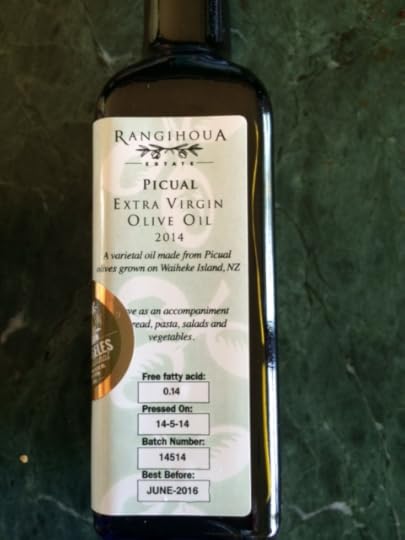 RANGIHOUA
ESTATE
PICUAL
EXTRA VIRGIN
OLIVE OIL
2014
A varietal oil made from Picual
olives grown on Waiheke Island, NZ
as an accompaniment
pasta, salads and
vegetables.
Free fatty acid:
0.14
Pressed On:
14-5-14
Batch Number:
14514
Best Before:
JUNE-2016